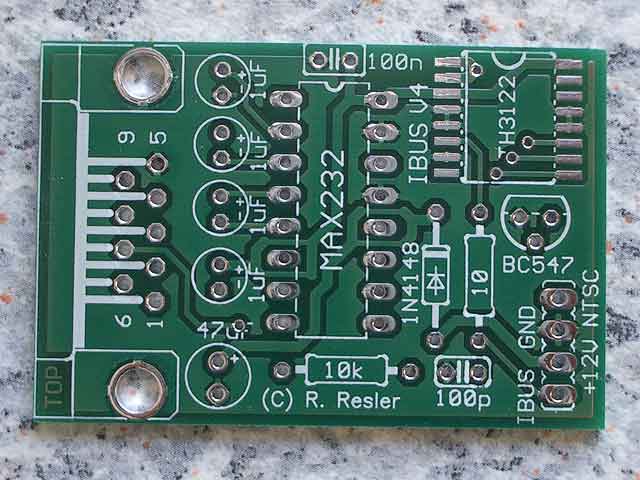 100n
1uF
1uF
1uF
1uF
47uF
MAX232
IBUS V4
TH3122
9
5
6
1
1N4148
10
BC547
10k
100p
IBUS GND
+12V NTSC
TOP
(C) R. Resler